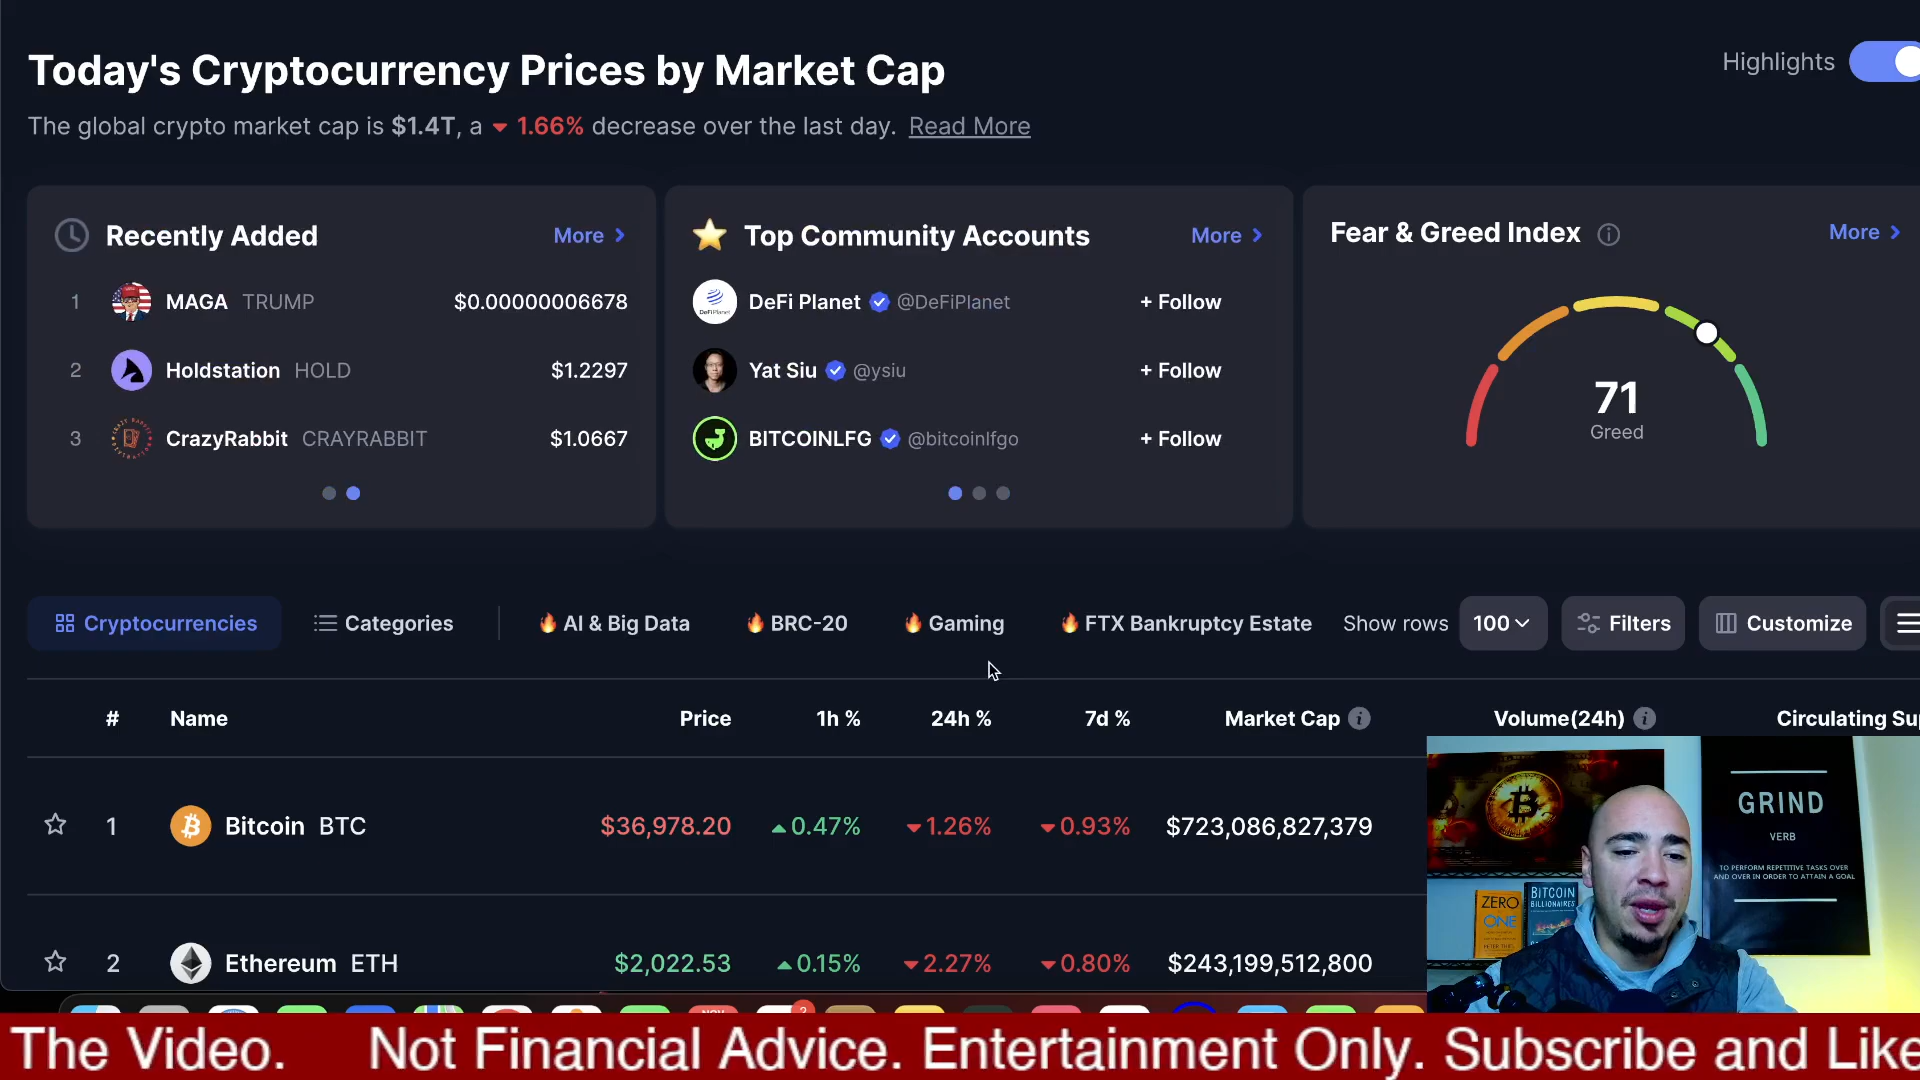 Today's Cryptocurrency Prices by Market Cap
Highlights
The global crypto market cap is $1.4T, a 1.66% decrease over the last day. Read More
Recently Added
More
1 MAGA TRUMP $0.00000006678
2 Holdstation HOLD $1.2297
3 CrazyRabbit CRAYRABBIT $1.0667
Top Community Accounts
More
DeFi Planet @DeFiPlanet + Follow
Yat Siu @ysiu + Follow
BITCOINLFG @bitcoinlfgo + Follow
Fear & Greed Index
More
71
Greed
Cryptocurrencies Categories AI & Big Data BRC-20 Gaming FTX Bankruptcy Estate Show rows 100 Filters Customize
# Name Price 1h % 24h % 7d % Market Cap Volume(24h) Circulating Su
1 Bitcoin BTC $36,978.20 0.47% 1.26% 0.93% $723,086,827,379
2 Ethereum ETH $2,022.53 0.15% 2.27% 0.80% $243,199,512,800
GRIND
VERB
TO PERFORM REPETITIVE TASKS OVER
AND OVER IN ORDER TO ATTAIN A GOAL
ZERO
ONE
BITCOIN
BILLIONAIRES
NOV
2
The Video. Not Financial Advice. Entertainment Only. Subscribe and Like